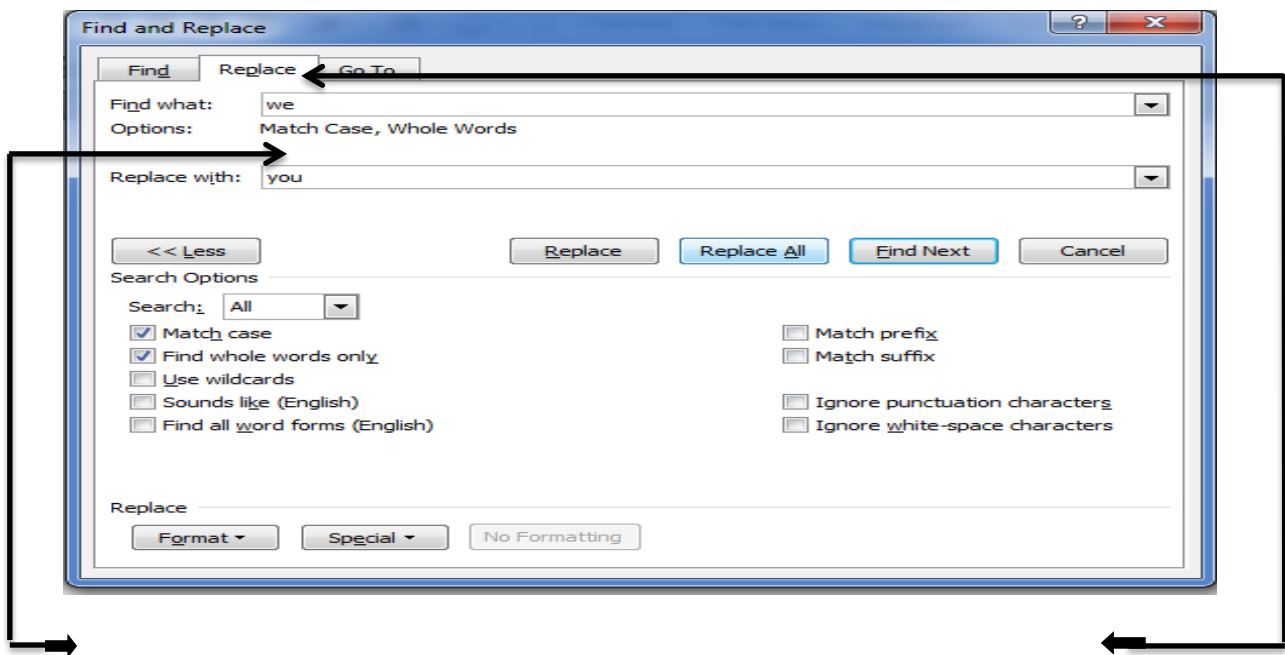 Find and Replace
Find Replace Go To
Find what: we
Options: Match Case, Whole Words
Replace with: you
<< Less Replace Replace All Find Next Cancel
Search Options
Search: All
Match case Match prefix
Find whole words only Match suffix
Use wildcards
Sounds like (English) Ignore punctuation characters
Find all word forms (English) Ignore white-space characters
Replace
Format Special No Formatting